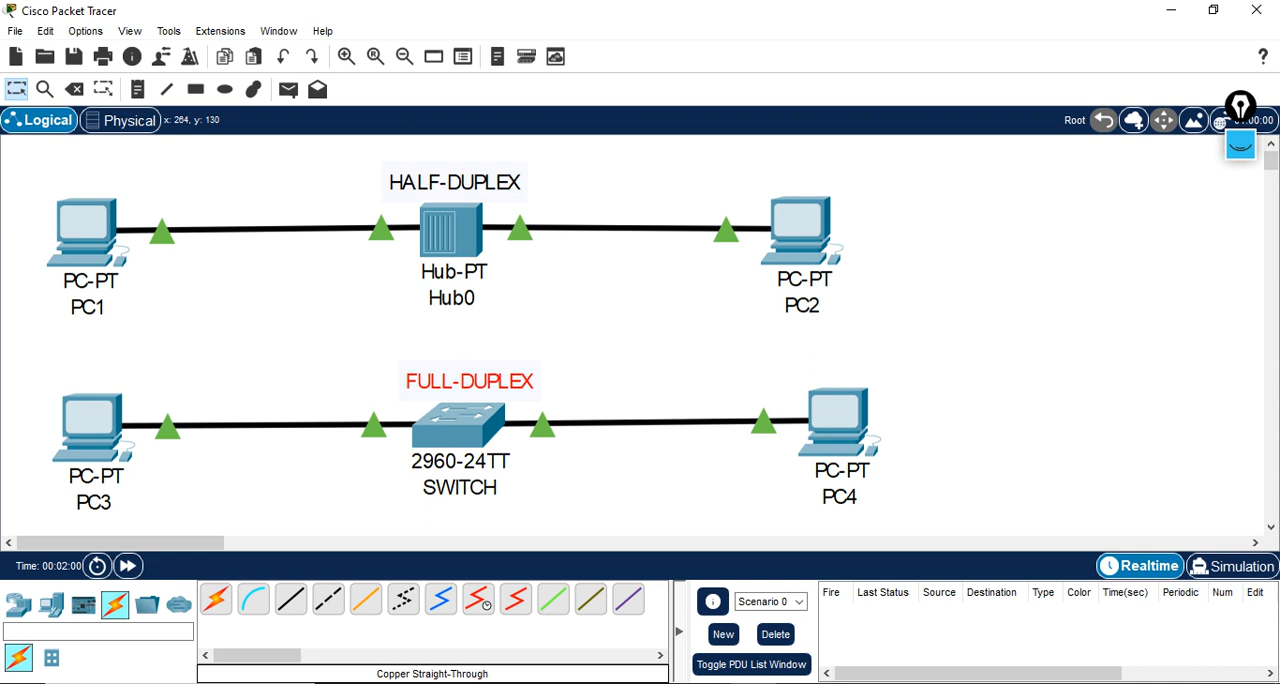 Cisco Packet Tracer
File Edit Options View Tools Extensions Window Help
Logical Physical x: 264, y: 130 Root
HALF-DUPLEX
PC-PT
PC1
Hub-PT
Hub0
PC-PT
PC2
FULL-DUPLEX
PC-PT
PC3
2960-24TT
SWITCH
PC-PT
PC4
Time: 00:02:00 Realtime Simulation
Scenario 0
Fire Last Status Source Destination Type Color Time(sec) Periodic Num Edit
New Delete
Toggle PDU List Window
Copper Straight-Through